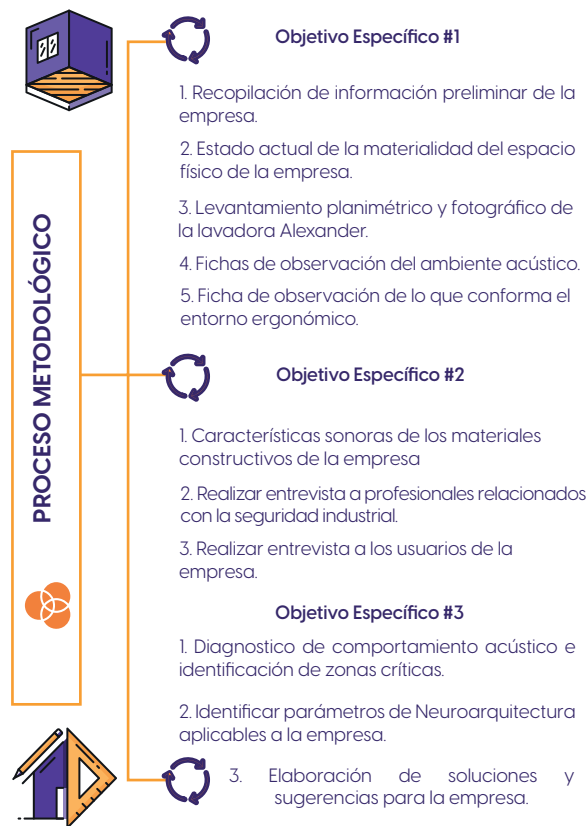 Objetivo Específico #1
1. Recopilación de información preliminar de la
empresa.
2. Estado actual de la materialidad del espacio
físico de la empresa.
3. Levantamiento planimétrico y fotográfico de
la lavadora Alexander.
4. Fichas de observación del ambiente acústico.
5. Ficha de observación de lo que conforma el
entorno ergonómico.
PROCESO METODOLÓGICO
Objetivo Específico #2
1. Características sonoras de los materiales
constructivos de la empresa
2. Realizar entrevista a profesionales relacionados
con la seguridad industrial.
3. Realizar entrevista a los usuarios de la
empresa.
Objetivo Específico #3
1. Diagnostico de comportamiento acústico e
identificación de zonas críticas.
2. Identificar parámetros de Neuroarquitectura
aplicables a la empresa.
3. Elaboración de soluciones y
sugerencias para la empresa.